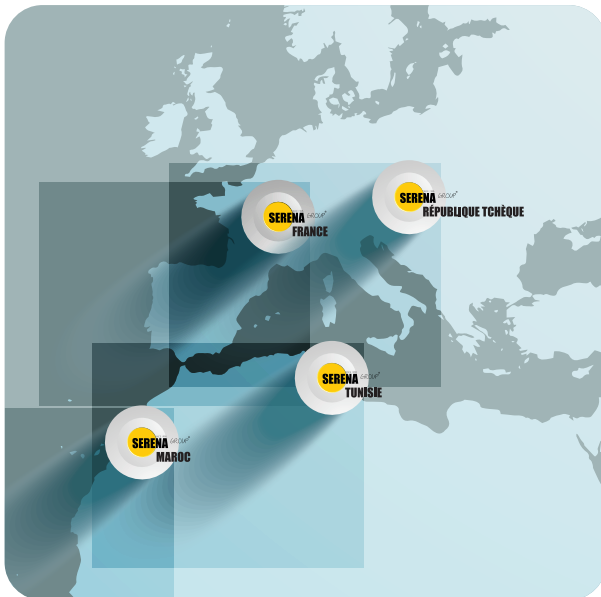 SERENA GROUP
RÉPUBLIQUE TCHÈQUE
SERENA GROUP
FRANCE
SERENA GROUP
TUNISIE
SERENA GROUP
MAROC